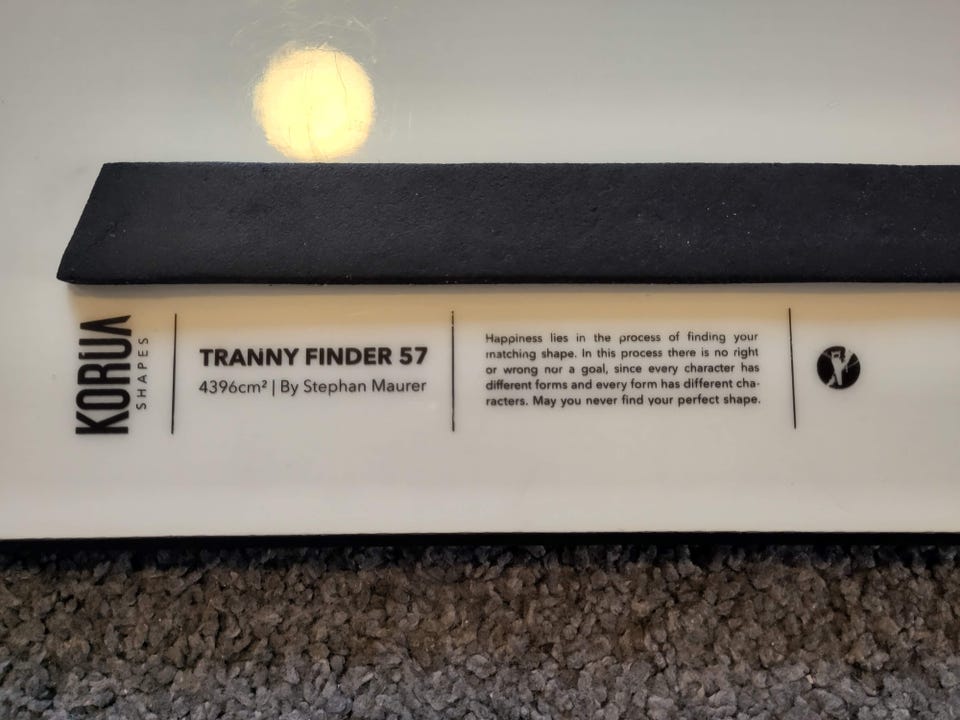 KORUA
SHAPES
TRANNY FINDER 57
4396cm² | By Stephan Maurer
Happiness lies in the process of finding your
matching shape. In this process there is no right
or wrong nor a goal, since every character has
different forms and every form has different cha-
racters. May you never find your perfect shape.